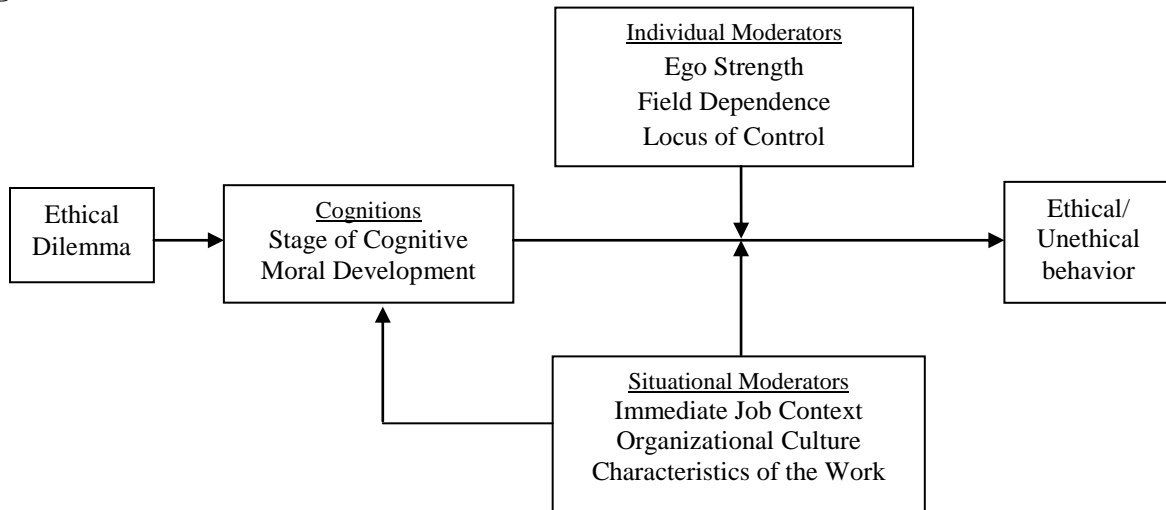 Individual Moderators
Ego Strength
Field Dependence
Locus of Control
Ethical
Dilemma
Cognitions
Stage of Cognitive
Moral Development
Ethical/
Unethical
behavior
Situational Moderators
Immediate Job Context
Organizational Culture
Characteristics of the Work